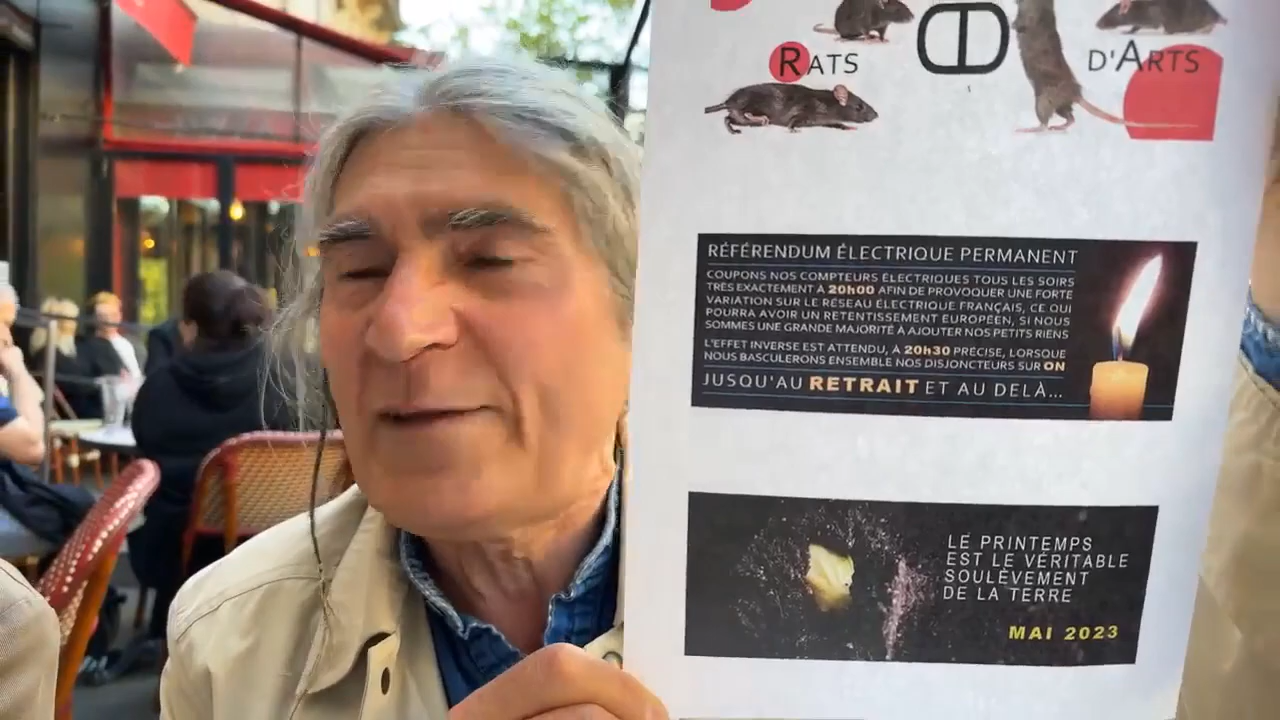 RATS
D'ARTS
RÉFÉRENDUM ÉLECTRIQUE PERMANENT
COUPONS NOS COMPTEURS ÉLECTRIQUES TOUS LES SOIRS
TRÈS EXACTEMENT À 20h00 AFIN DE PROVOQUER UNE FORTE
VARIATION SUR LE RÉSEAU ÉLECTRIQUE FRANÇAIS, CE QUI
POURRA AVOIR UN RETENTISSEMENT EUROPÉEN, SI NOUS
SOMMES UNE GRANDE MAJORITÉ À AJOUTER NOS PETITS RIENS
L'EFFET INVERSE EST ATTENDU, À 20h30 PRÉCISE, LORSQUE
NOUS BASCULERONS ENSEMBLE NOS DISJONCTEURS SUR ON
JUSQU'AU RETRAIT ET AU DELÀ...
LE PRINTEMPS
EST LE VÉRITABLE
SOULÈVEMENT
DE LA TERRE
MAI 2023